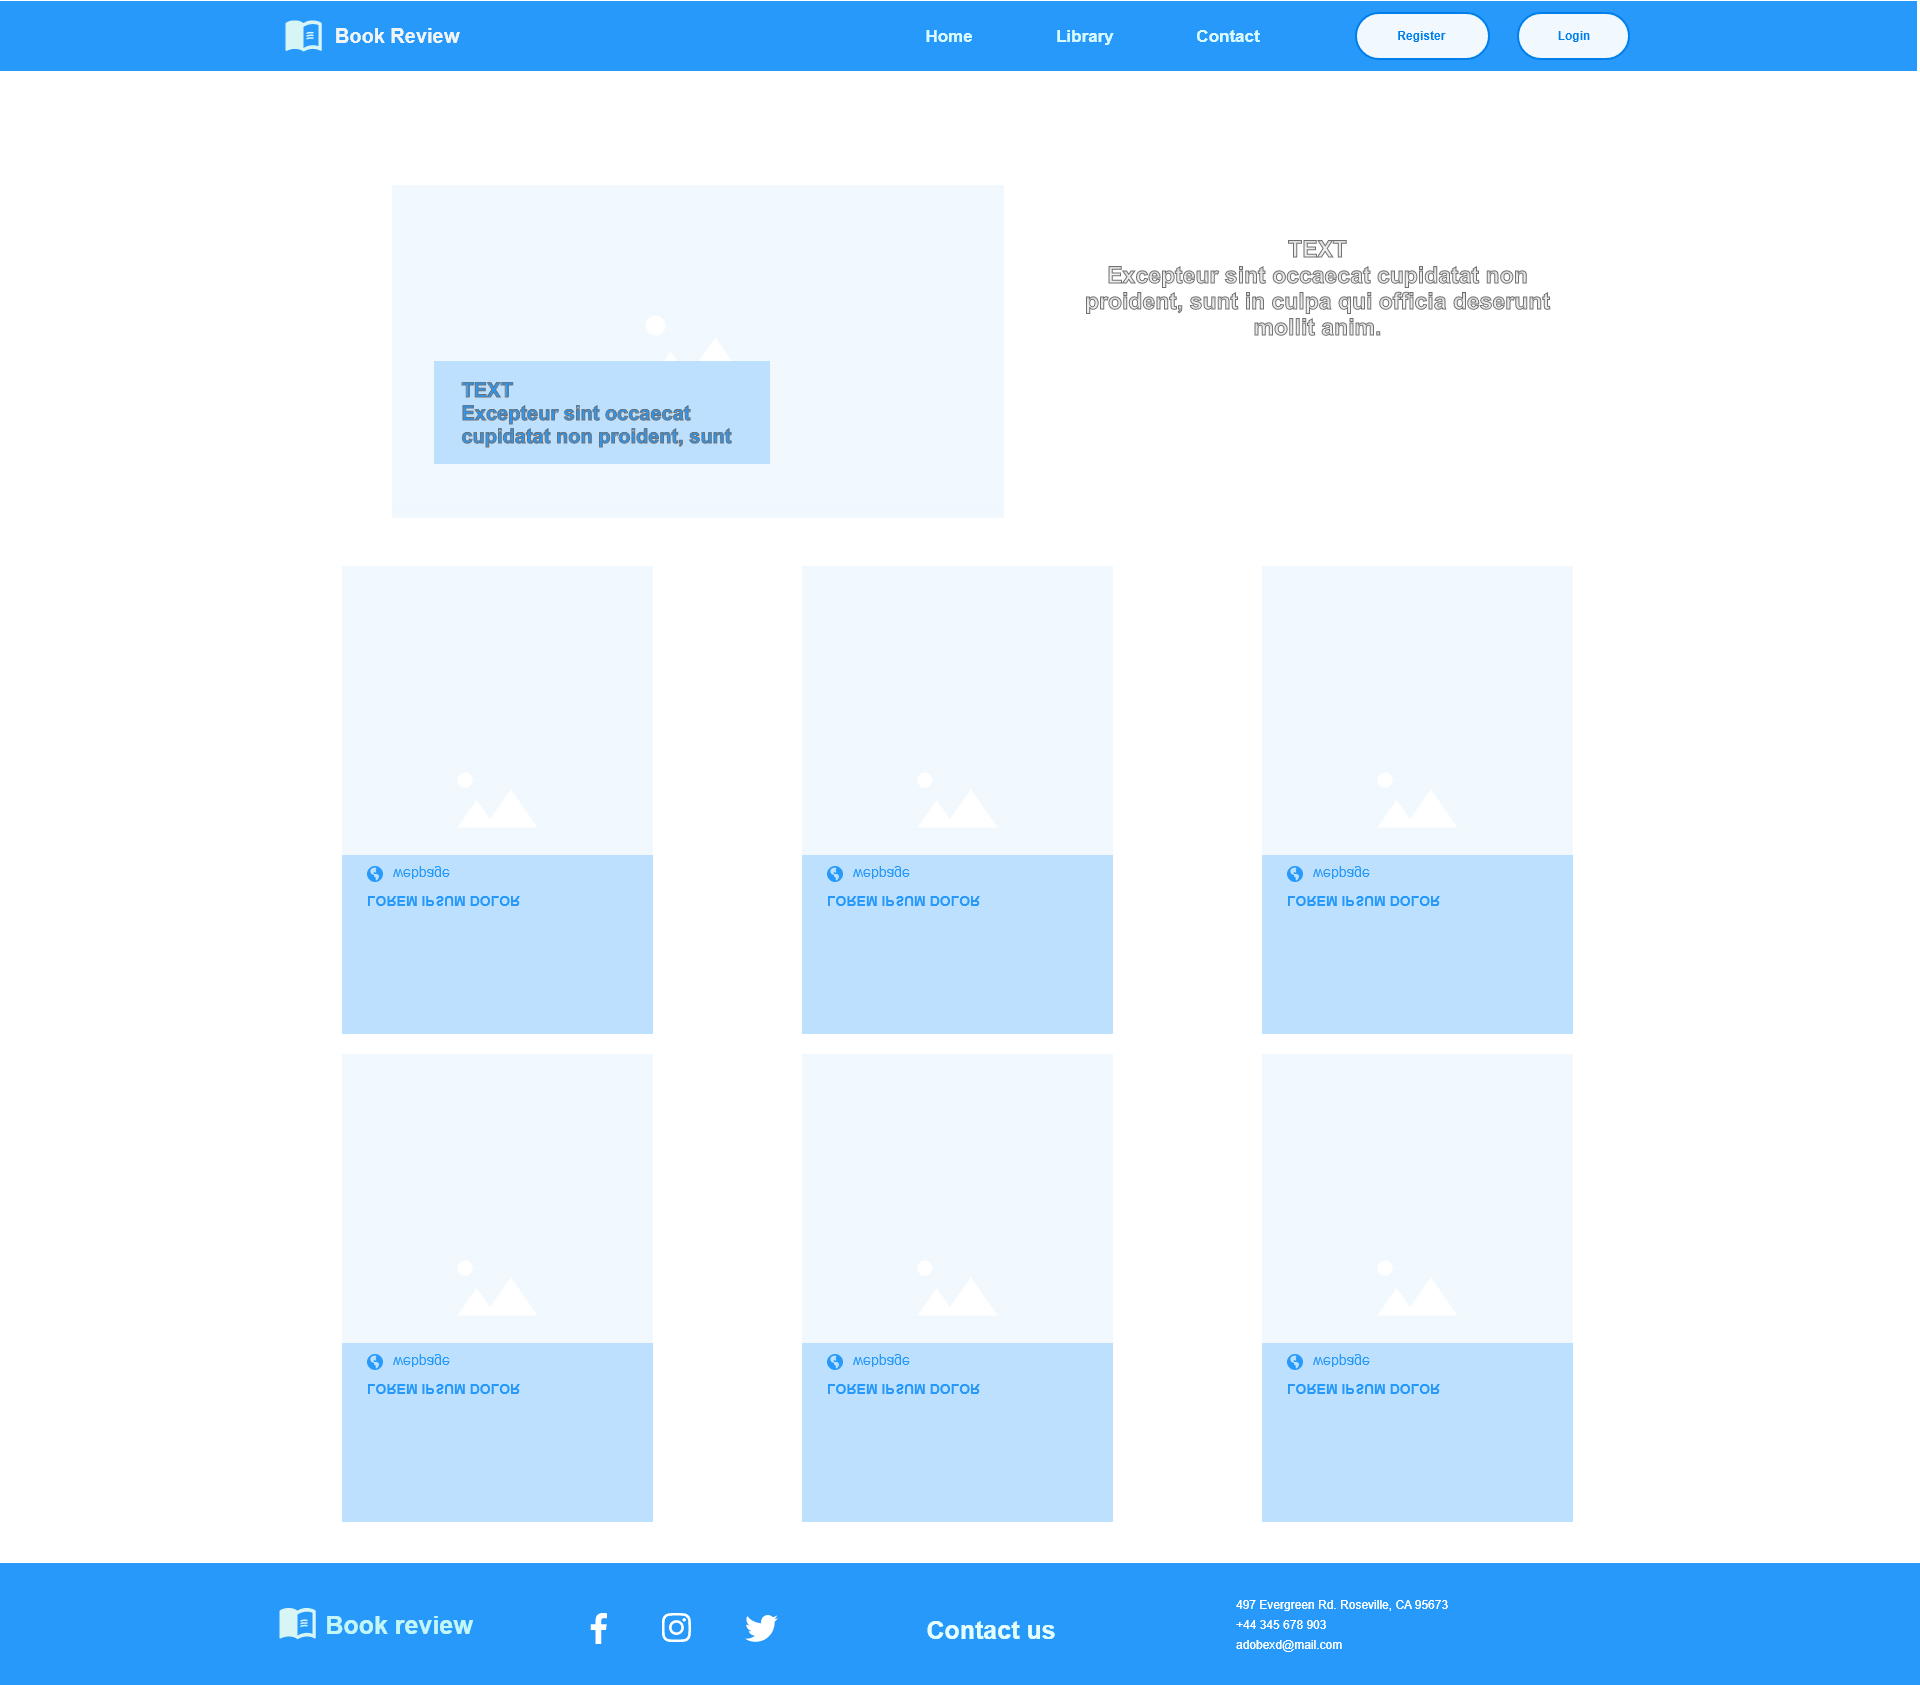 Book Review
Home
Library
Contact
Register
Login
TEXT
Excepteur sint occaecat cupidatat non
proident, sunt in culpa qui officia deserunt
mollit anim.
TEXT
Excepteur sint occaecat
cupidatat non proident, sunt
webpage
webpage
webpage
LOREM IPSUM DOLOR
LOREM IPSUM DOLOR
LOREM IPSUM DOLOR
webpage
webpage
webpage
LOREM IPSUM DOLOR
LOREM IPSUM DOLOR
LOREM IPSUM DOLOR
Book review
Contact us
497 Evergreen Rd. Roseville, CA 95673
+44 345 678 903
adobexd@mail.com